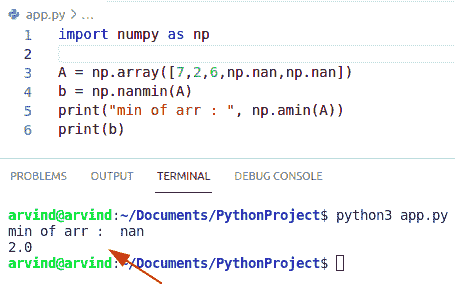 app.py > ...
1 import numpy as np
2
3 A = np.array([7,2,6,np.nan,np.nan])
4 b = np.nanmin(A)
5 print("min of arr : ", np.amin(A))
6 print(b)
PROBLEMS OUTPUT TERMINAL DEBUG CONSOLE
arvind@arvind:~/Documents/PythonProject$ python3 app.py
min of arr :  nan
2.0
arvind@arvind:~/Documents/PythonProject$